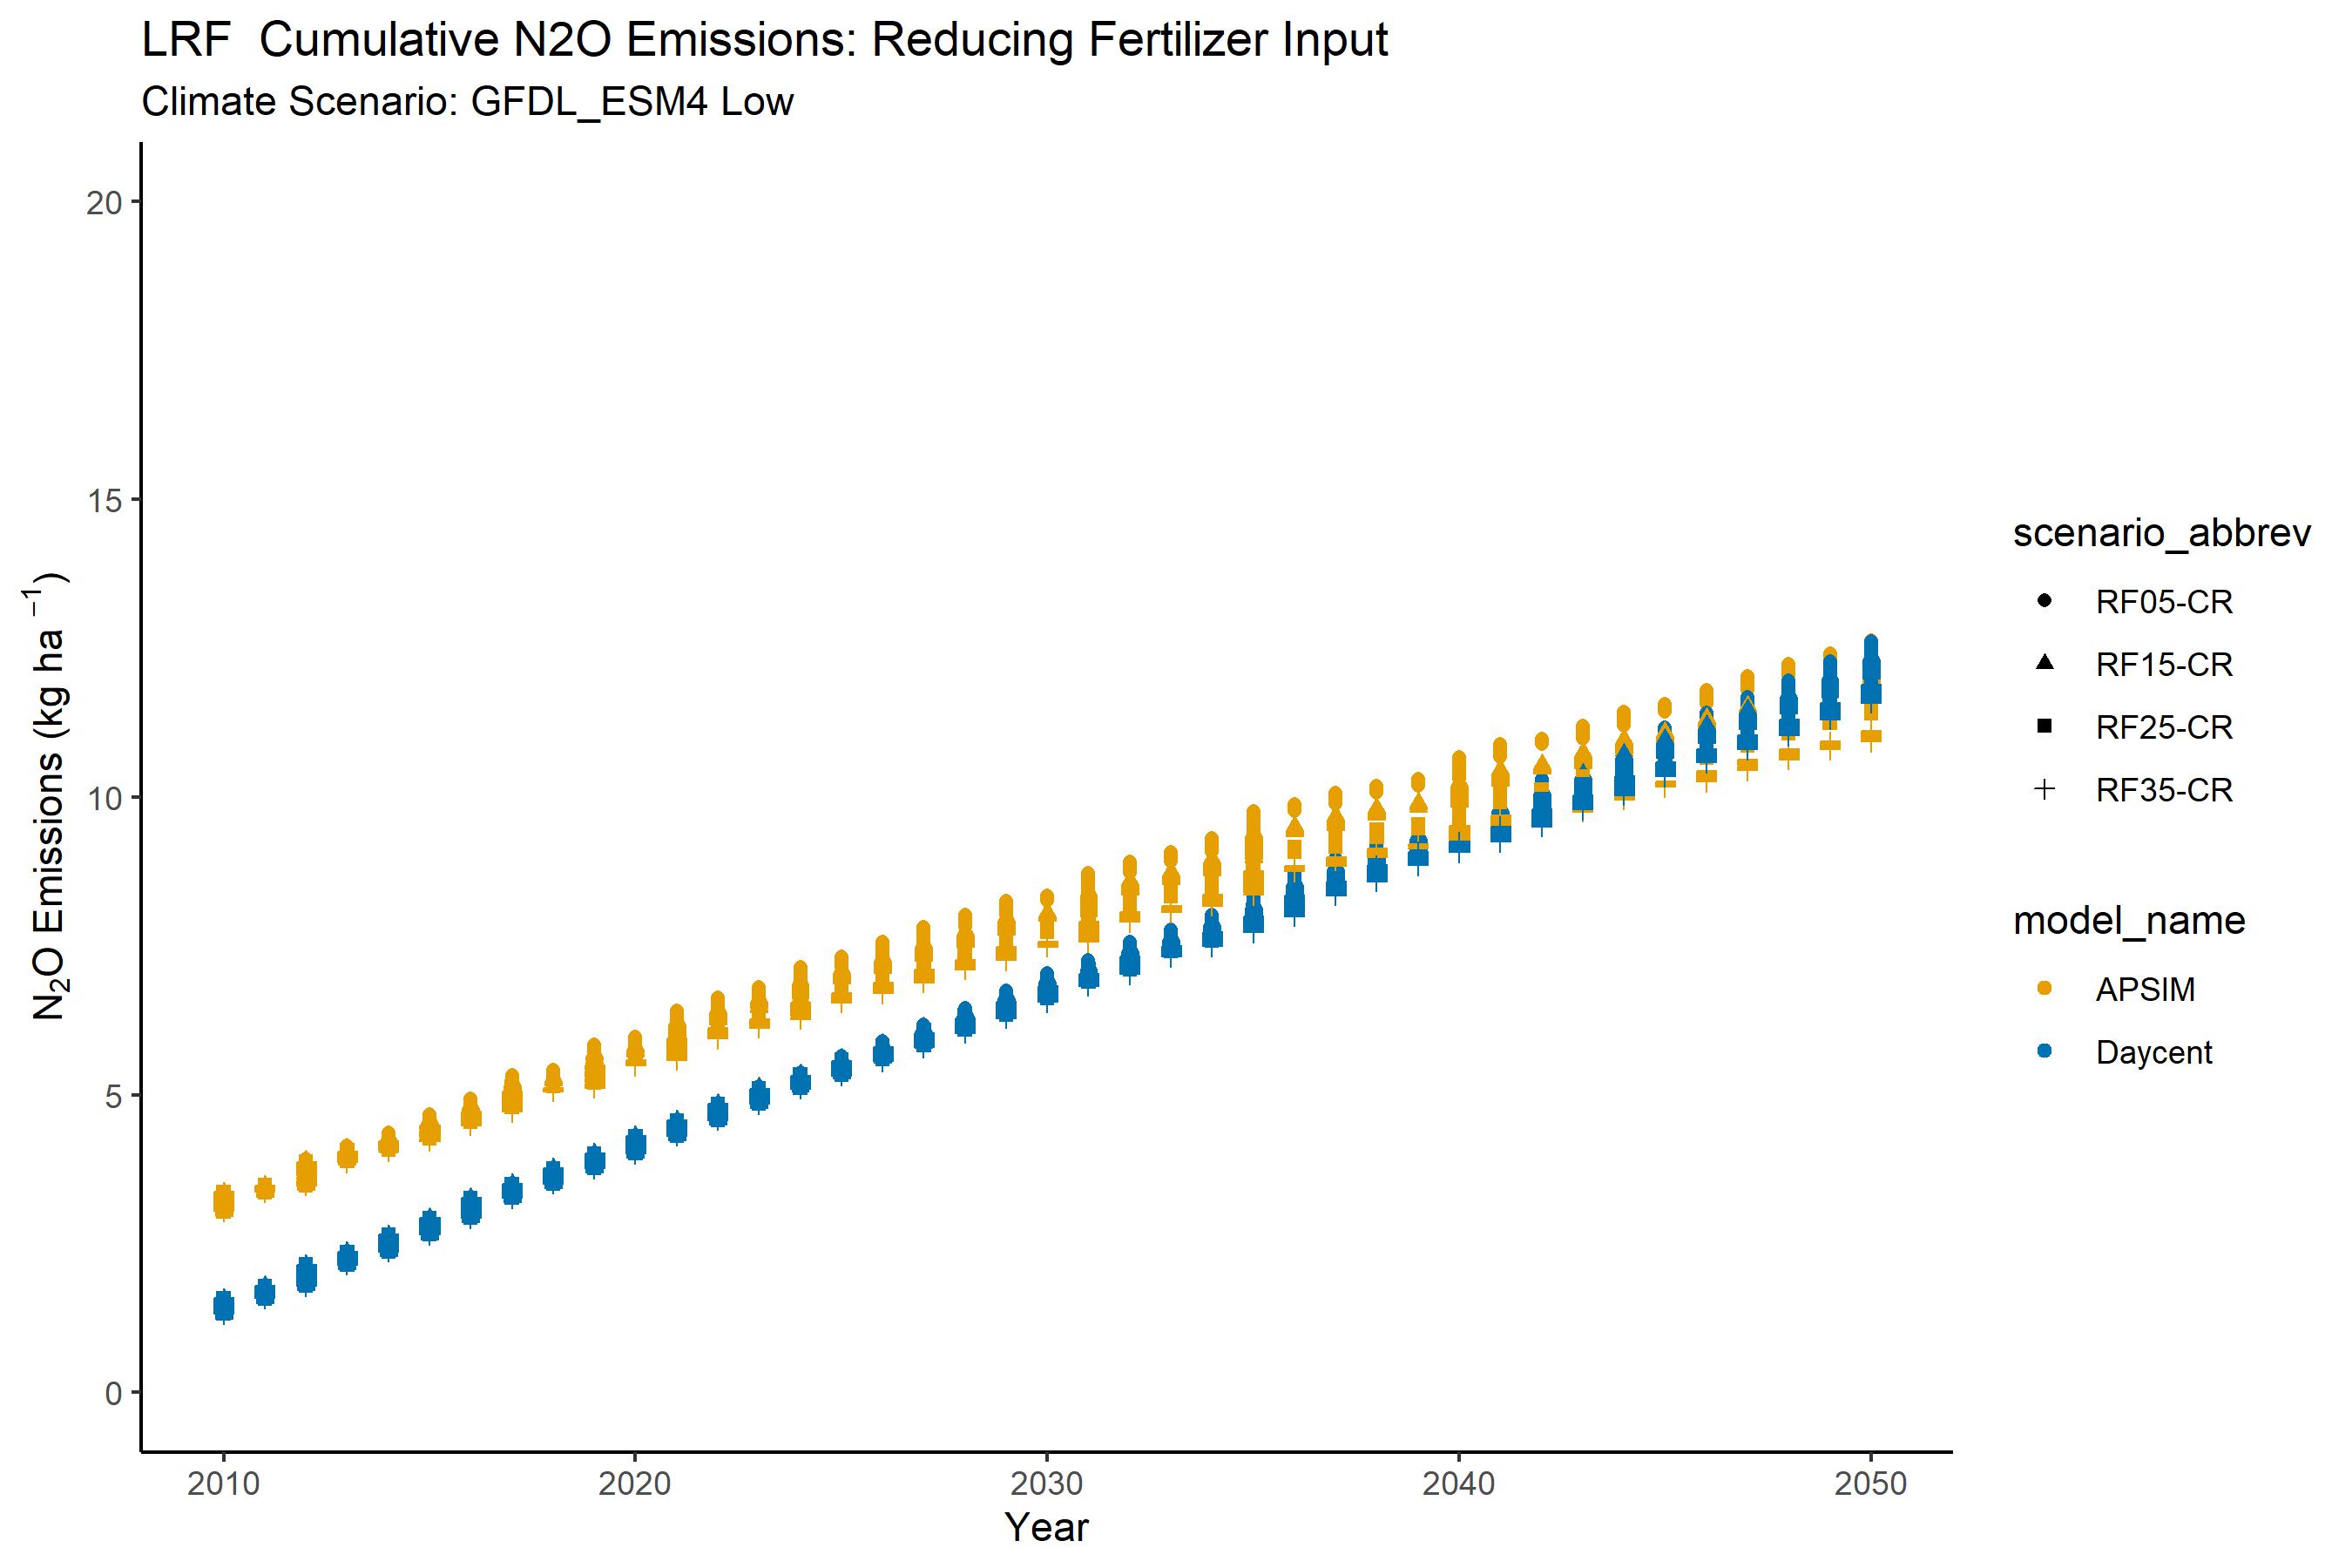 LRF  Cumulative N2O Emissions: Reducing Fertilizer Input
Climate Scenario: GFDL_ESM4 Low
N₂O Emissions (kg ha ⁻¹)
20
15
10
5
0
2010 2020 2030 2040 2050
Year
scenario_abbrev
RF05-CR
RF15-CR
RF25-CR
RF35-CR
model_name
APSIM
Daycent